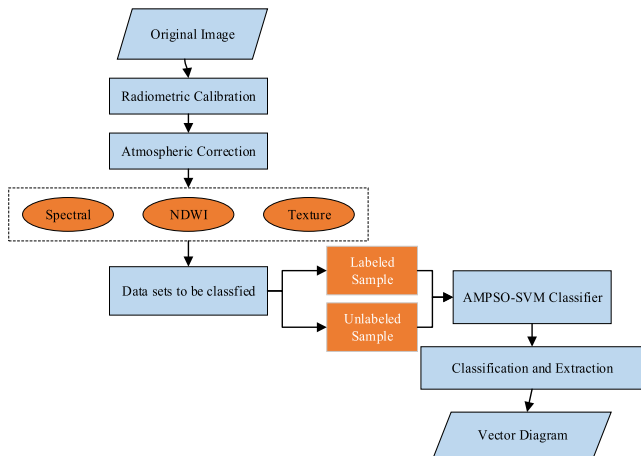 Original Image
Radiometric Calibration
Atmospheric Correction
Spectral
NDWI
Texture
Data sets to be classfied
Labeled
Sample
Unlabeled
Sample
AMPSO-SVM Classifier
Classification and Extraction
Vector Diagram